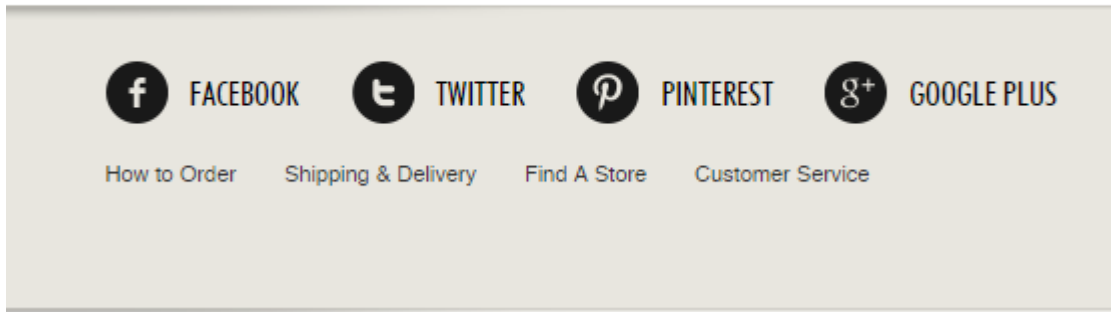 f FACEBOOK t TWITTER p PINTEREST g+ GOOGLE PLUS
How to Order Shipping & Delivery Find A Store Customer Service